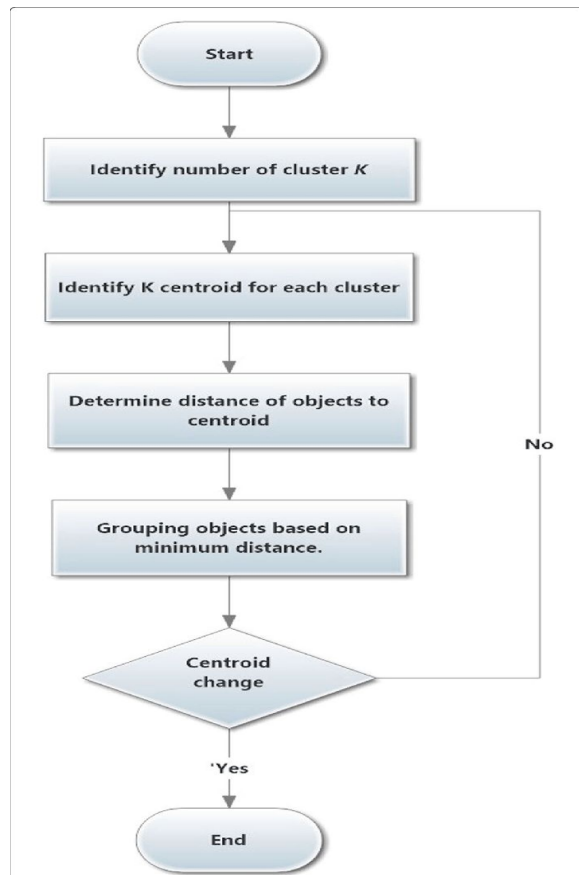 Start
Identify number of cluster K
Identify K centroid for each cluster
Determine distance of objects to
centroid
No
Grouping objects based on
minimum distance.
Centroid
change
'Yes
End